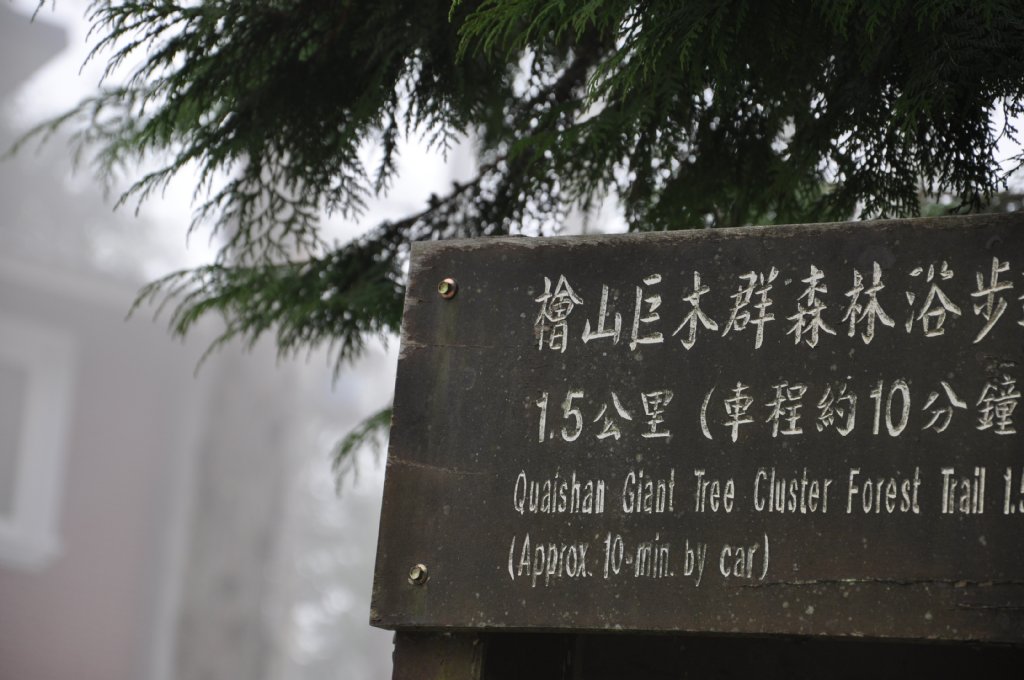 檜山巨木群森林浴步
1.5公里(車程約10分鐘
Quaishan Giant Tree Cluster Forest Trail 1.5
(Approx. 10-min. by car)